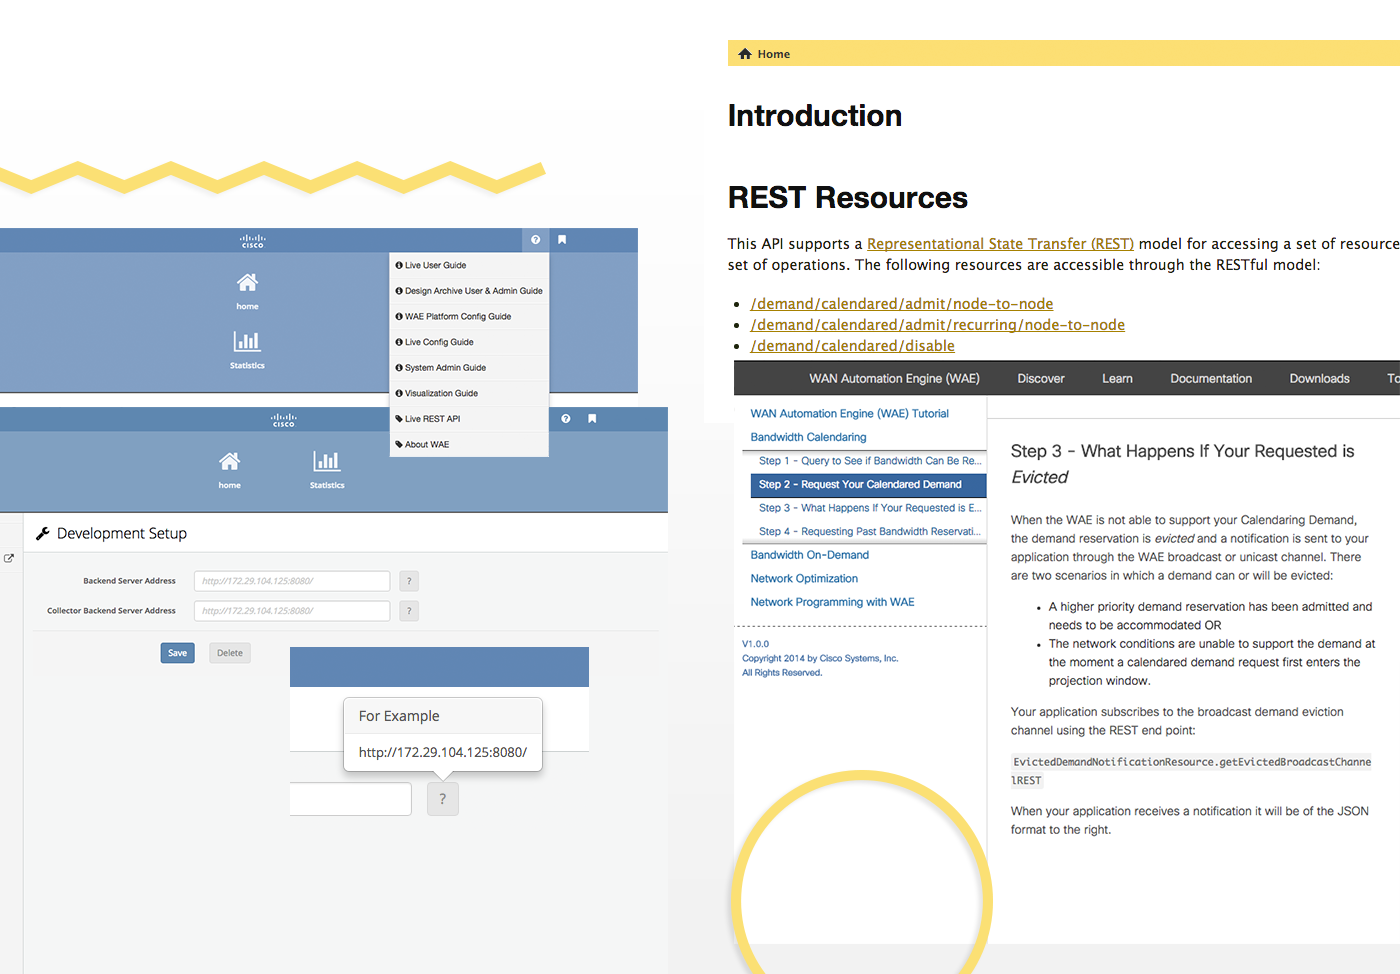 CISCO
home
Statistics
Live User Guide
Design Archive User & Admin Guide
WAE Platform Config Guide
Live Config Guide
System Admin Guide
Visualization Guide
Live REST API
About WAE
CISCO
home
Statistics
Development Setup
Backend Server Address
http://172.29.104.125:8080/
?
Collector Backend Server Address
http://172.29.104.125:8080/
?
Save
Delete
For Example
http://172.29.104.125:8080/
?
Home
Introduction
REST Resources
This API supports a Representational State Transfer (REST) model for accessing a set of resource
set of operations. The following resources are accessible through the RESTful model:
/demand/calendared/admit/node-to-node
/demand/calendared/admit/recurring/node-to-node
/demand/calendared/disable
WAN Automation Engine (WAE)
Discover
Learn
Documentation
Downloads
To
WAN Automation Engine (WAE) Tutorial
Bandwidth Calendaring
Step 1 - Query to See if Bandwidth Can Be Re...
Step 2 - Request Your Calendared Demand
Step 3 - What Happens If Your Requested is E...
Step 4 - Requesting Past Bandwidth Reservati...
Bandwidth On-Demand
Network Optimization
Network Programming with WAE
V1.0.0
Copyright 2014 by Cisco Systems, Inc.
All Rights Reserved.
Step 3 - What Happens If Your Requested is
Evicted
When the WAE is not able to support your Calendaring Demand,
the demand reservation is evicted and a notification is sent to your
application through the WAE broadcast or unicast channel. There
are two scenarios in which a demand can or will be evicted:
A higher priority demand reservation has been admitted and
needs to be accommodated OR
The network conditions are unable to support the demand at
the moment a calendared demand request first enters the
projection window.
Your application subscribes to the broadcast demand eviction
channel using the REST end point:
EvictedDemandNotificationResource.getEvictedBroadcastChanne
lREST
When your application receives a notification it will be of the JSON
format to the right.